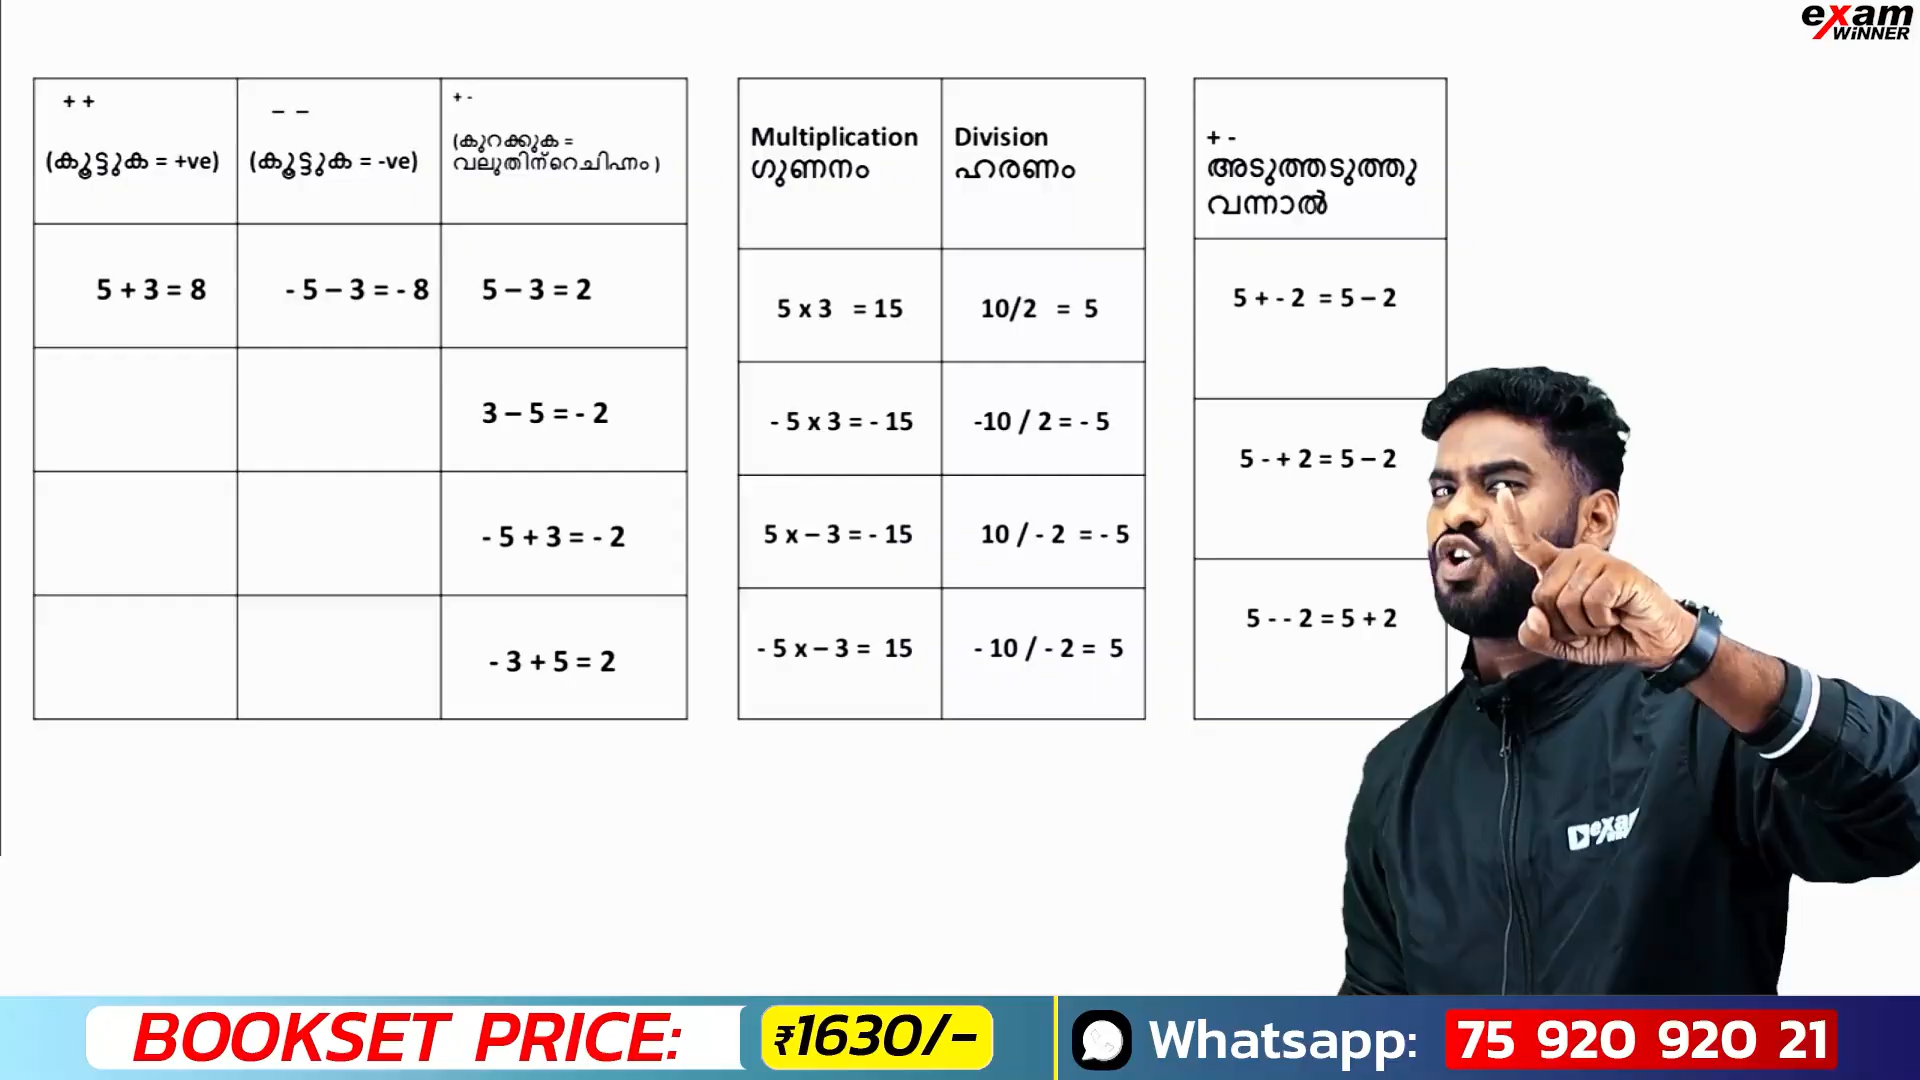 exam
WiNNER
+ +
(കൂട്ടുക = +ve)
– –
(കൂട്ടുക = -ve)
+ -
(കുറക്കുക =
വലുതിന്റെചിഹ്നം )
5 + 3 = 8
- 5 – 3 = - 8
5 – 3 = 2
3 – 5 = - 2
- 5 + 3 = - 2
- 3 + 5 = 2
Multiplication
ഗുണനം
Division
ഹരണം
5 x 3 = 15
10/2 = 5
- 5 x 3 = - 15
-10 / 2 = - 5
5 x – 3 = - 15
10 / - 2 = - 5
- 5 x – 3 = 15
- 10 / - 2 = 5
+ -
അടുത്തടുത്തു
വന്നാൽ
5 + - 2 = 5 – 2
5 - + 2 = 5 – 2
5 - - 2 = 5 + 2
BOOKSET PRICE:
₹1630/-
Whatsapp:
75 920 920 21